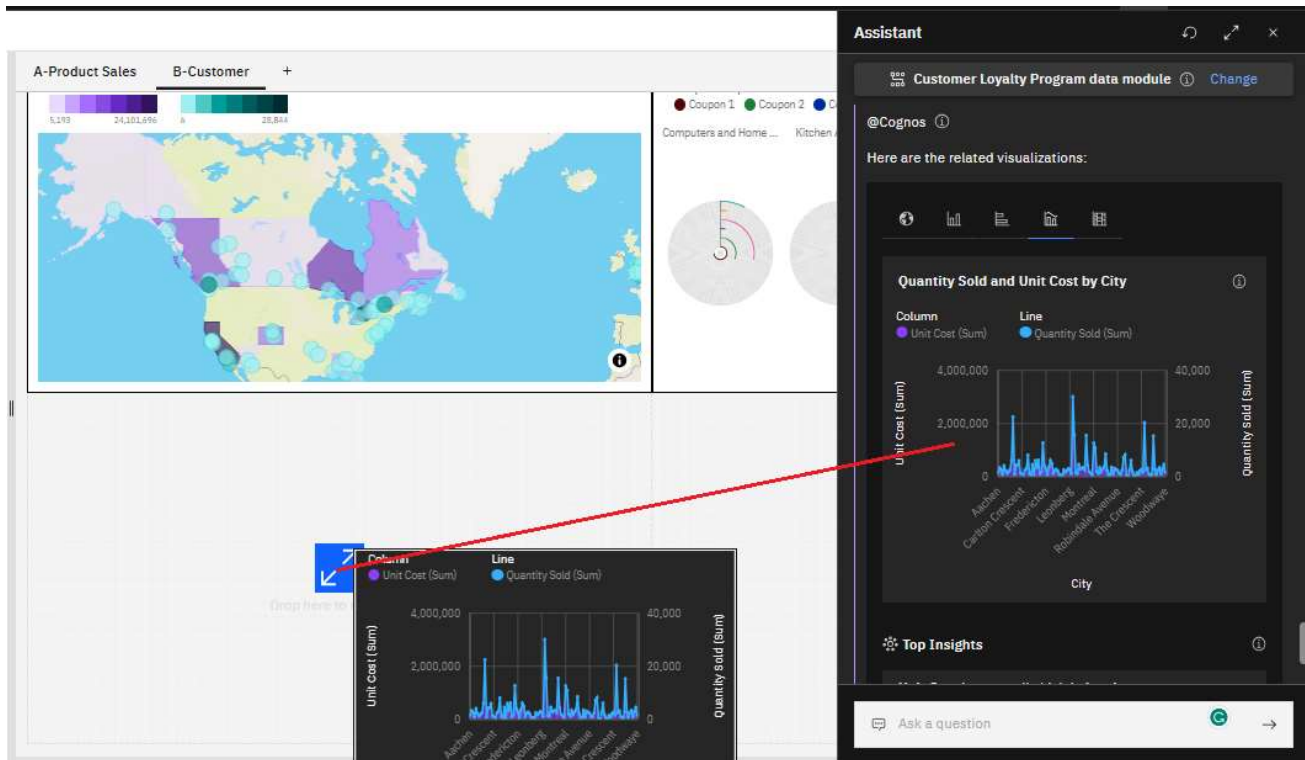 A-Product Sales B-Customer +
5,193 24,101,696 6 28,844
Coupon 1 Coupon 2
Computers and Home ... Kitchen
Drop here to
Column Line
Unit Cost (Sum) Quantity Sold (Sum)
4,000,000 40,000
2,000,000 20,000
0 0
Unit Cost (Sum)
Quantity Sold (Sum)
Aachen
Crescent
Leonberg
Montreal
Avenue
Crescent
Assistant
Customer Loyalty Program data module Change
@Cognos
Here are the related visualizations:
Quantity Sold and Unit Cost by City
Column Line
Unit Cost (Sum) Quantity Sold (Sum)
4,000,000 40,000
2,000,000 20,000
0 0
Unit Cost (Sum)
Quantity Sold (Sum)
Aachen
Carlton Crescent
Fredericton
Leonberg
Montreal
Robindale Avenue
The Crescent
Woodwaye
City
Top Insights
Ask a question